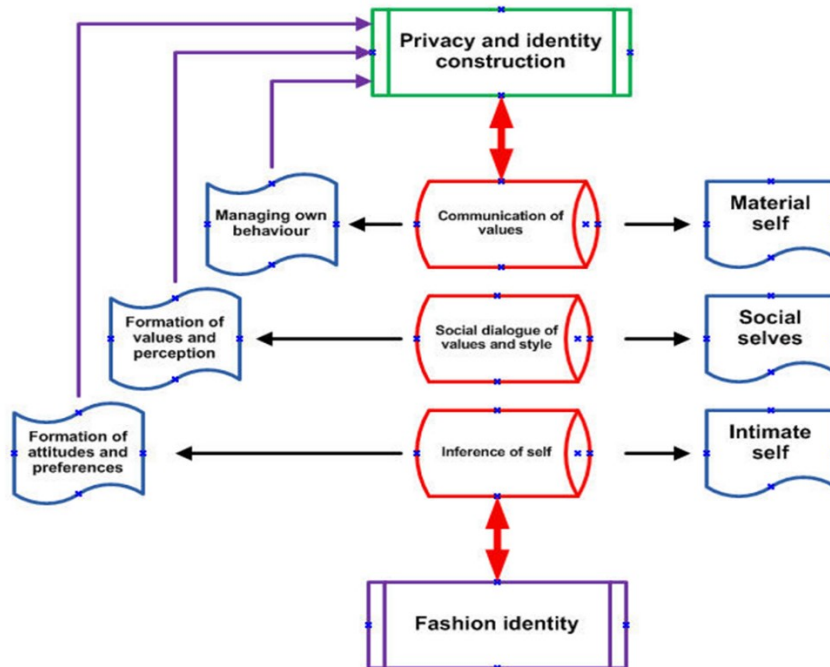 Privacy and identity
construction
Managing own
behaviour
Communication of
values
Material
self
Formation of
values and
perception
Social dialogue of
values and style
Social
selves
Formation of
attitudes and
preferences
Inference of self
Intimate
self
Fashion identity